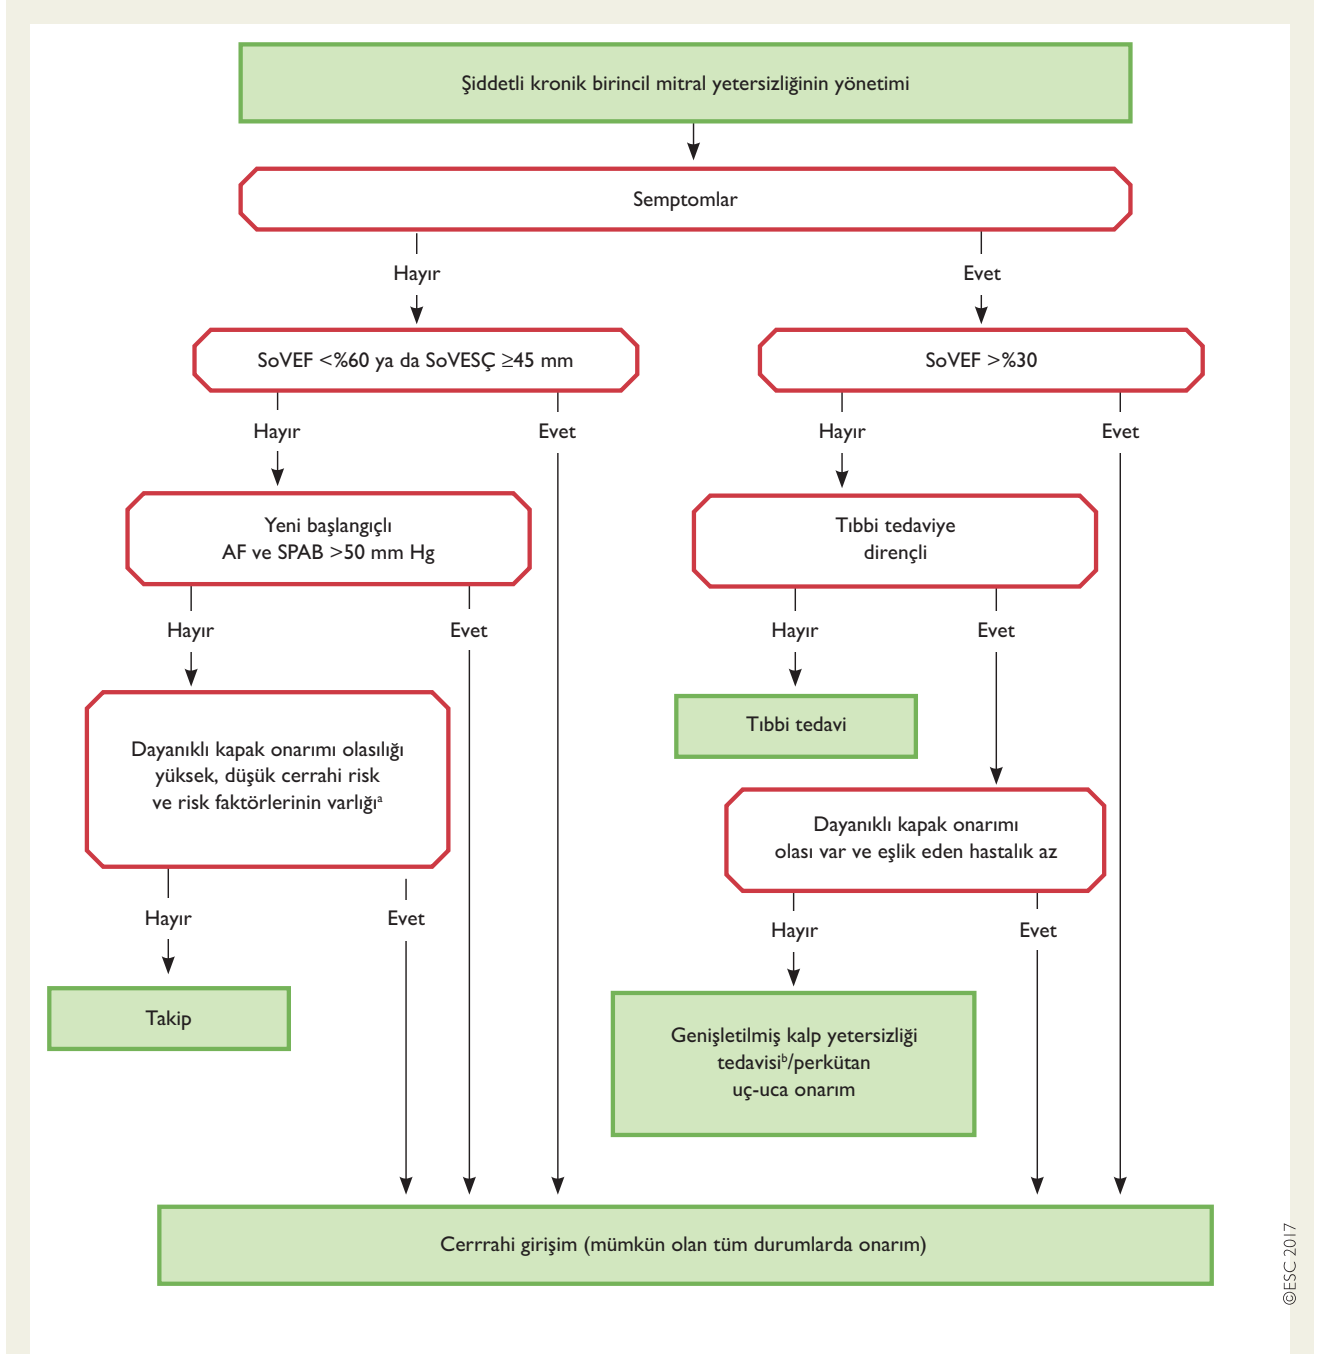 Şiddetli kronik birincil mitral yetersizliğinin yönetimi
Semptomlar
Hayır
Evet
SoVEF <%60 ya da SoVESÇ ≥45 mm
SoVEF >%30
Hayır
Evet
Hayır
Evet
Yeni başlangıçlı
AF ve SPAB >50 mm Hg
Tıbbi tedaviye
dirençli
Hayır
Evet
Hayır
Evet
Dayanıklı kapak onarımı olasılığı
yüksek, düşük cerrahi risk
ve risk faktörlerinin varlığıᵃ
Tıbbi tedavi
Dayanıklı kapak onarımı
olası var ve eşlik eden hastalık az
Hayır
Evet
Hayır
Evet
Takip
Genişletilmiş kalp yetersizliği
tedavisiᵇ/perkütan
uç-uca onarım
Cerrrahi girişim (mümkün olan tüm durumlarda onarım)
©ESC 2017